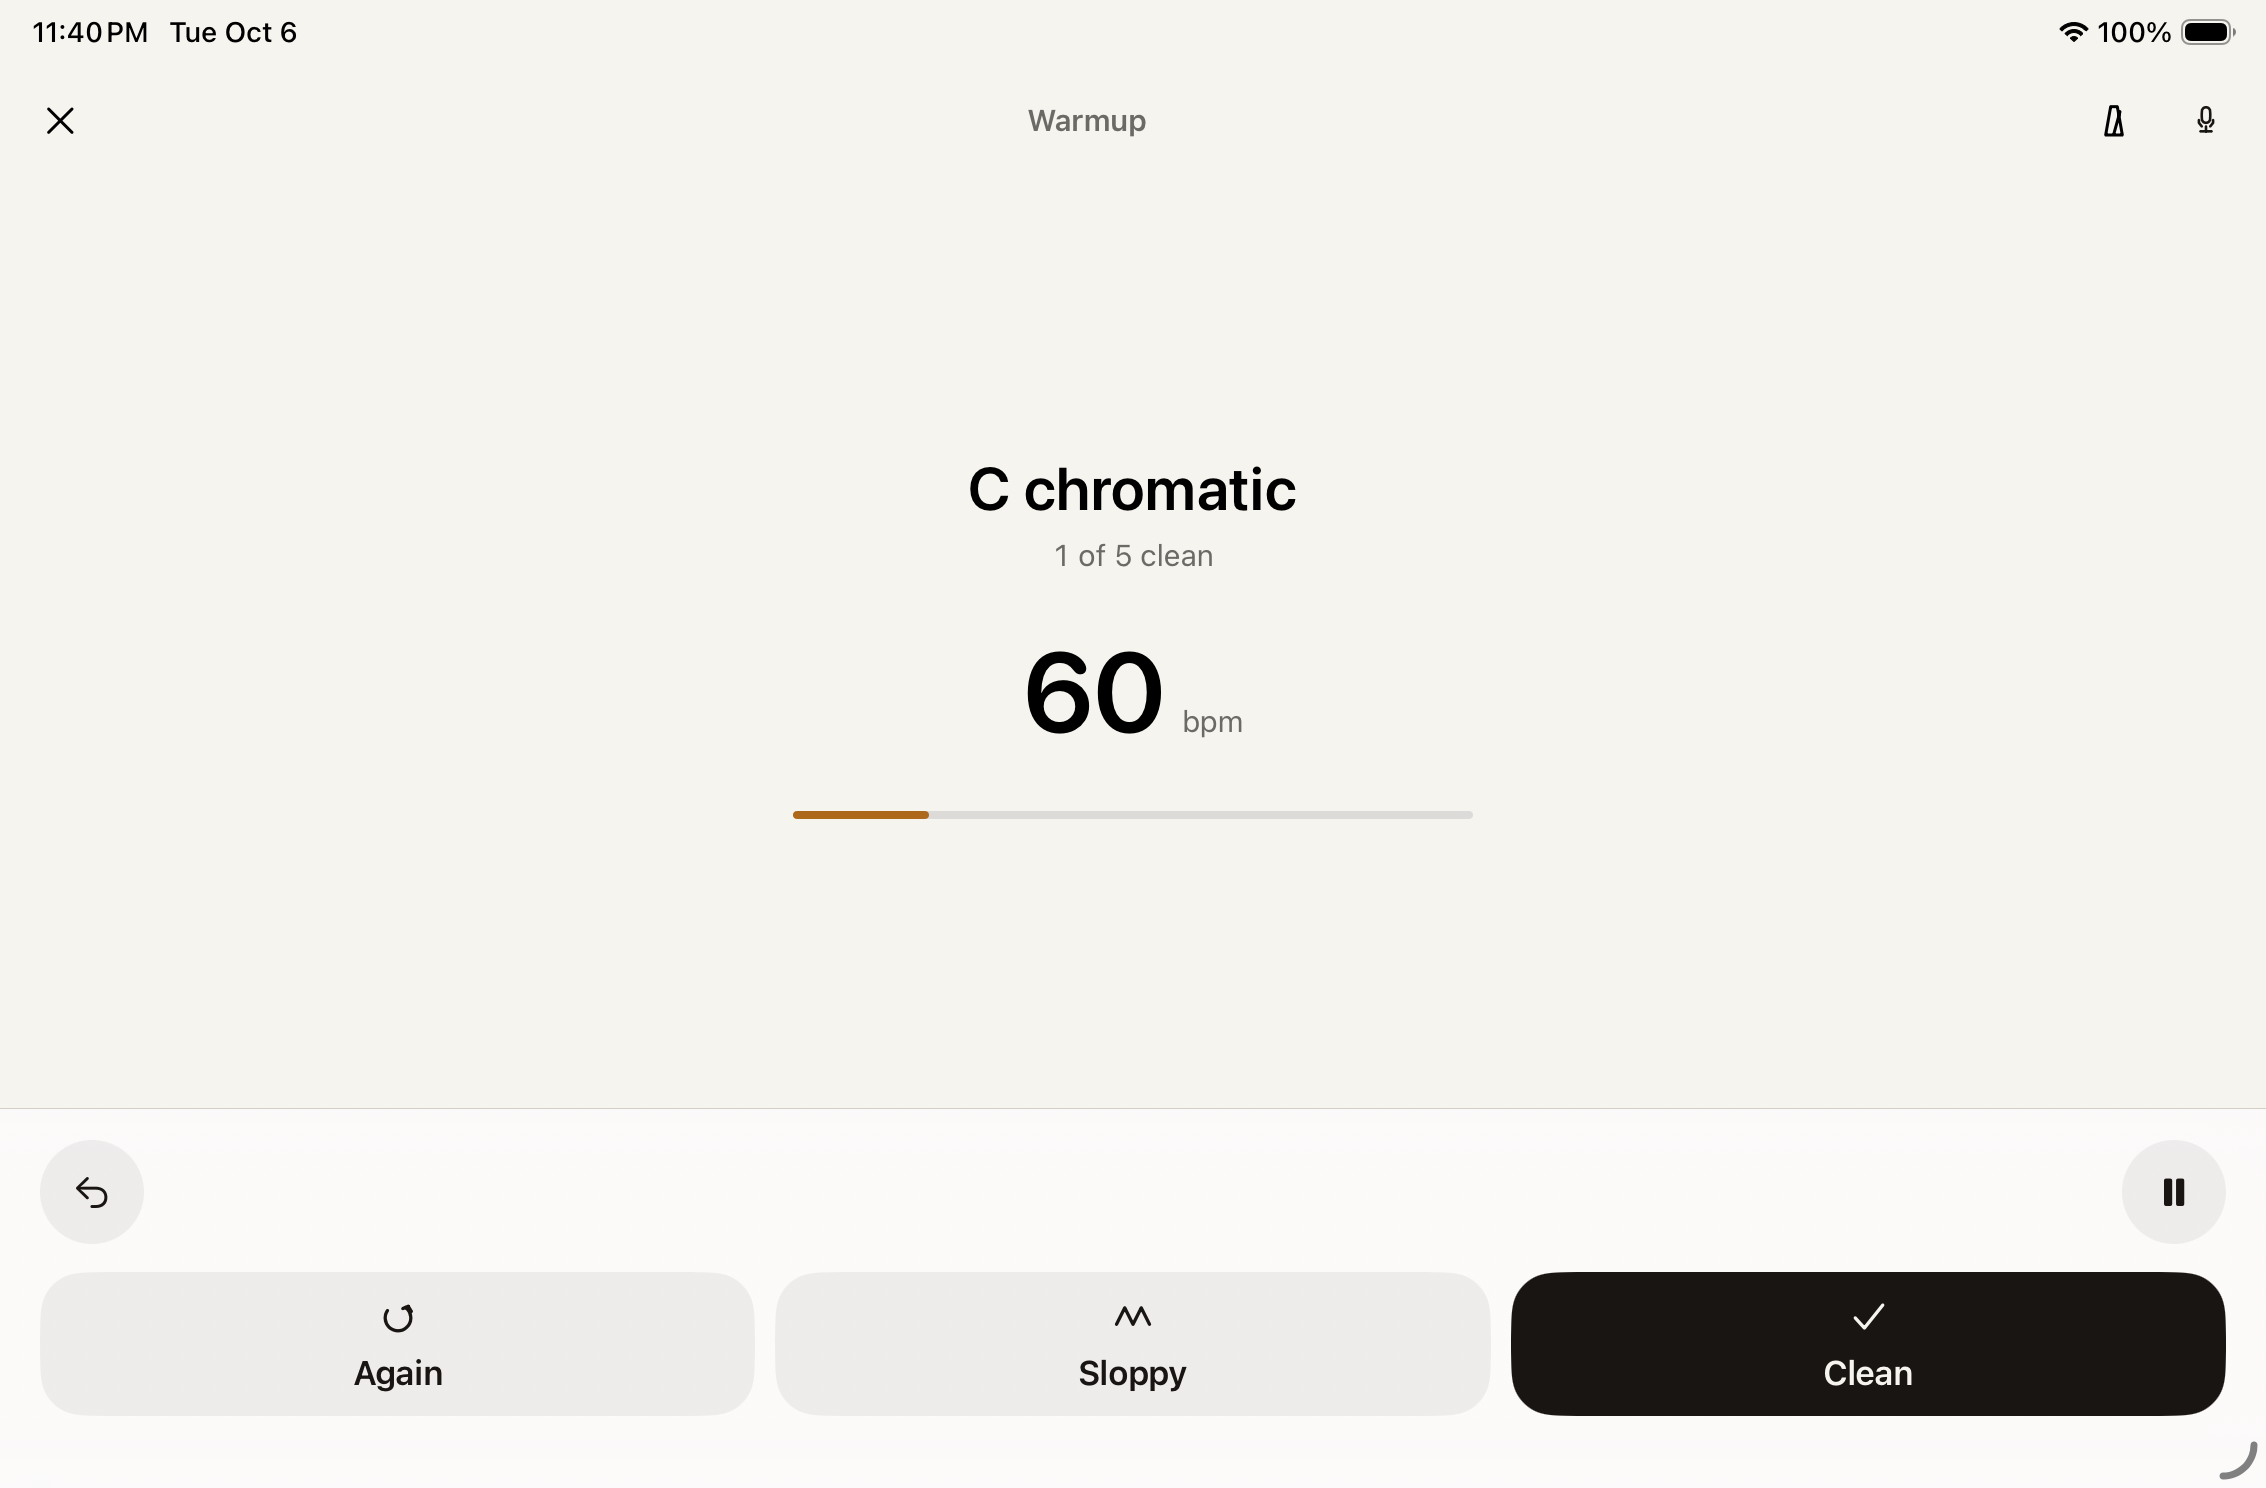 11:40 PM Tue Oct 6
100%
Warmup
C chromatic
1 of 5 clean
60 bpm
Again
Sloppy
Clean